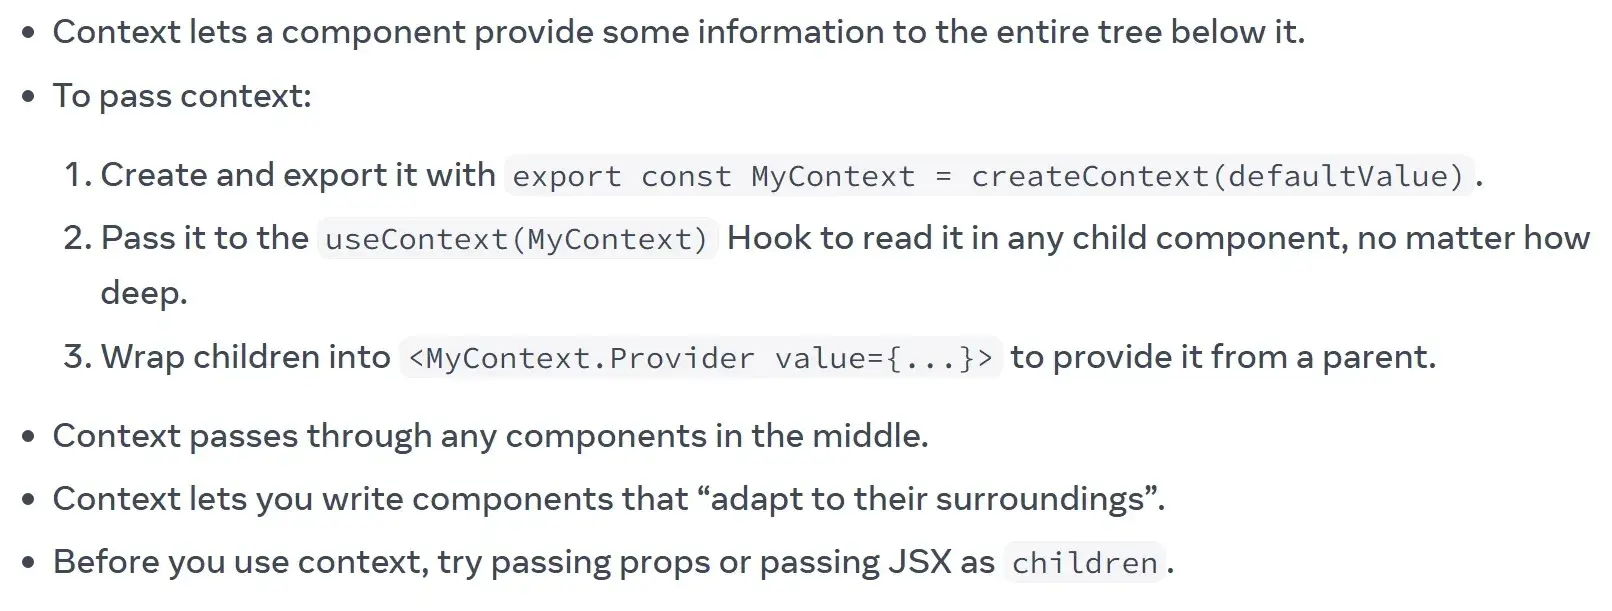 • Context lets a component provide some information to the entire tree below it.
• To pass context:
1. Create and export it with export const MyContext = createContext(defaultValue).
2. Pass it to the useContext(MyContext) Hook to read it in any child component, no matter how
deep.
3. Wrap children into <MyContext.Provider value={...}> to provide it from a parent.
• Context passes through any components in the middle.
• Context lets you write components that “adapt to their surroundings”.
• Before you use context, try passing props or passing JSX as children.